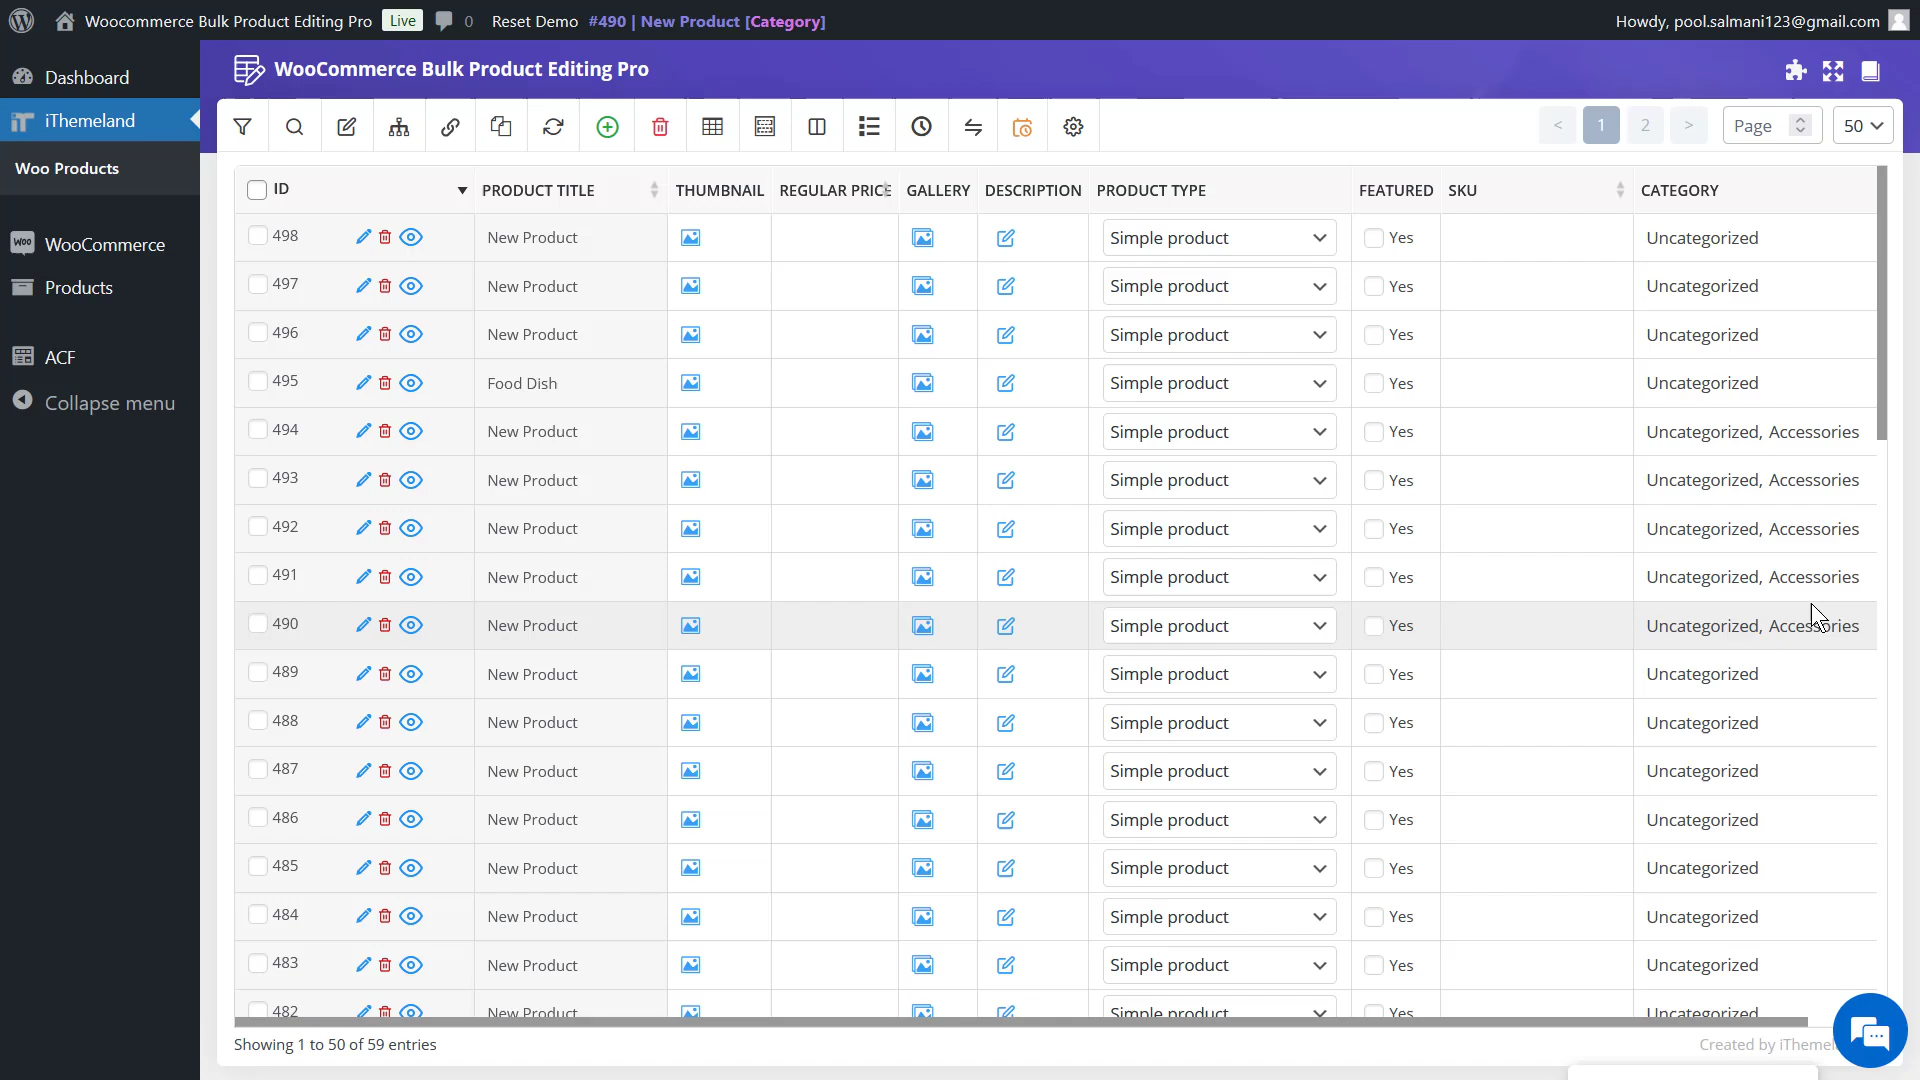 Woocommerce Bulk Product Editing Pro Live 0 Reset Demo #490 | New Product [Category] Howdy, pool.salmani123@gmail.com
Dashboard
iThemeland
Woo Products
WooCommerce
Products
ACF
Collapse menu
WooCommerce Bulk Product Editing Pro
< 1 2 > Page 50
ID PRODUCT TITLE THUMBNAIL REGULAR PRICE GALLERY DESCRIPTION PRODUCT TYPE FEATURED SKU CATEGORY
498 New Product Simple product Yes Uncategorized
497 New Product Simple product Yes Uncategorized
496 New Product Simple product Yes Uncategorized
495 Food Dish Simple product Yes Uncategorized
494 New Product Simple product Yes Uncategorized, Accessories
493 New Product Simple product Yes Uncategorized, Accessories
492 New Product Simple product Yes Uncategorized, Accessories
491 New Product Simple product Yes Uncategorized, Accessories
490 New Product Simple product Yes Uncategorized, Accessories
489 New Product Simple product Yes Uncategorized
488 New Product Simple product Yes Uncategorized
487 New Product Simple product Yes Uncategorized
486 New Product Simple product Yes Uncategorized
485 New Product Simple product Yes Uncategorized
484 New Product Simple product Yes Uncategorized
483 New Product Simple product Yes Uncategorized
482 New Product Simple product Yes Uncategorized
Showing 1 to 50 of 59 entries
Created by